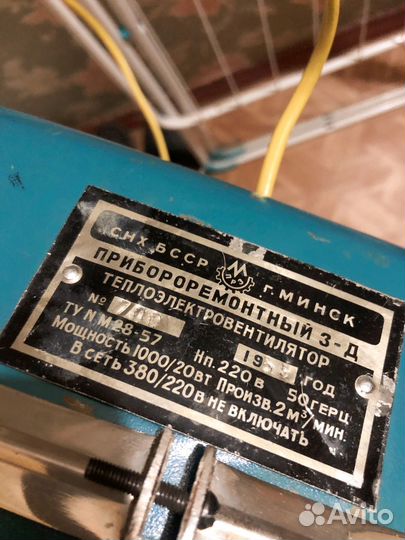 С.Н.Х. БССР М г. МИНСК
ПРИБОРОРЕМОНТНЫЙ З-Д
ТЕПЛОЭЛЕКТРОВЕНТИЛЯТОР
№ 19 ГОД
ТУ N М28-57 Нп. 220 В 50 ГЕРЦ
МОЩНОСТЬ 1000/20 ВТ ПРОИЗВ. 2 М³/МИН.
В СЕТЬ 380/220 В НЕ ВКЛЮЧАТЬ
Avito